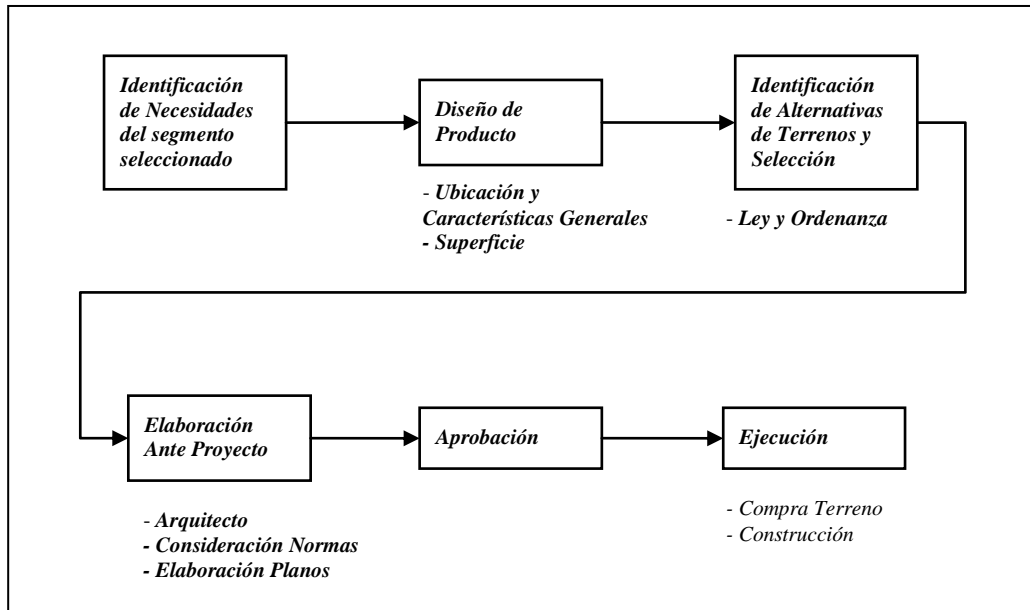 Identificación
de Necesidades
del segmento
seleccionado
Diseño de
Producto
- Ubicación y
Características Generales
- Superficie
Identificación
de Alternativas
de Terrenos y
Selección
- Ley y Ordenanza
Elaboración
Ante Proyecto
- Arquitecto
- Consideración Normas
- Elaboración Planos
Aprobación
Ejecución
- Compra Terreno
- Construcción